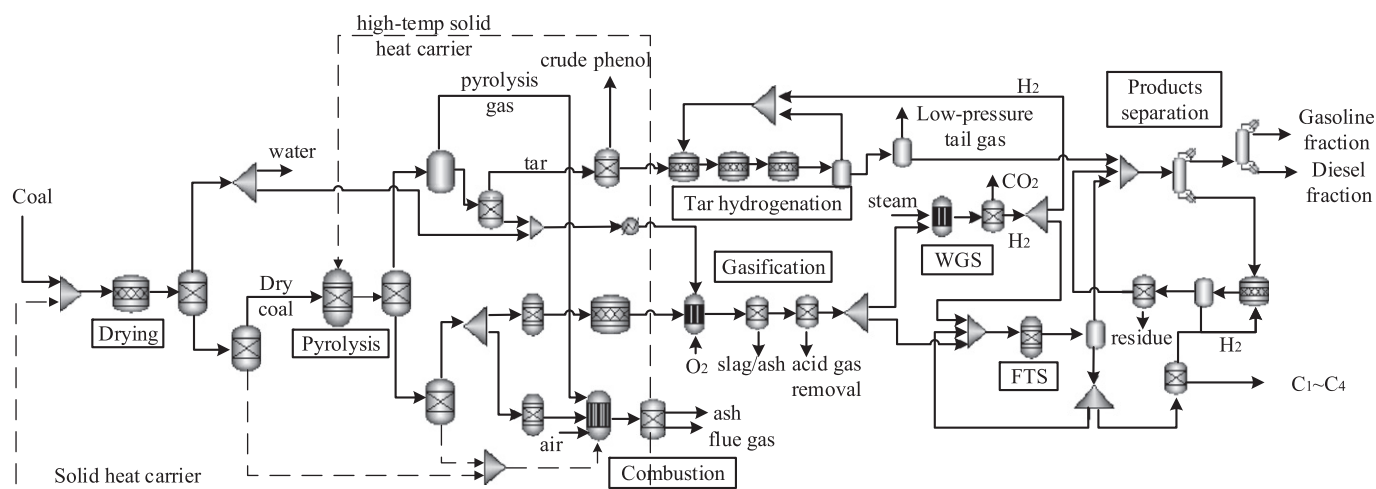 high-temp solid
heat carrier
crude phenol
pyrolysis
gas
H2
Products
separation
Low-pressure
tail gas
Gasoline
fraction
Diesel
fraction
water
tar
Coal
Tar hydrogenation
steam
CO2
H2
WGS
Gasification
Dry
coal
Drying
Pyrolysis
O2
slag/ash
acid gas
removal
FTS
residue
H2
C1~C4
air
ash
flue gas
Combustion
Solid heat carrier